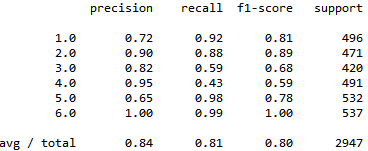 precision recall f1-score support
1.0 0.72 0.92 0.81 496
2.0 0.90 0.88 0.89 471
3.0 0.82 0.59 0.68 420
4.0 0.95 0.43 0.59 491
5.0 0.65 0.98 0.78 532
6.0 1.00 0.99 1.00 537
avg / total 0.84 0.81 0.80 2947